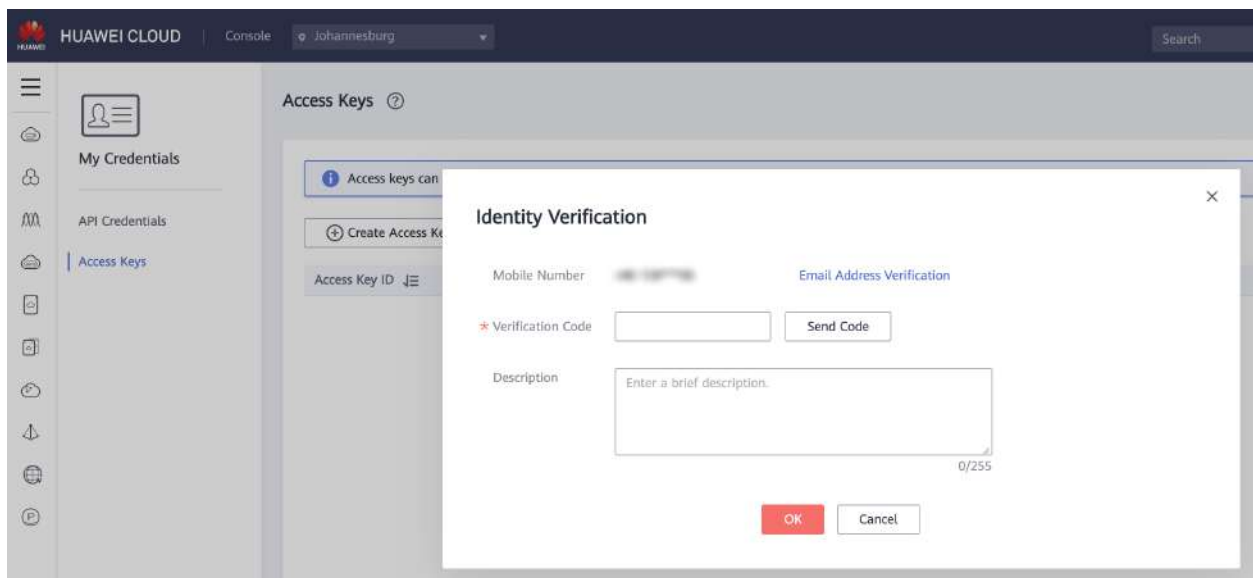 HUAWEI
HUAWEI CLOUD
Console
Johannesburg
Search
My Credentials
API Credentials
Access Keys
Access Keys
Access keys can
Create Access Ke
Access Key ID
Identity Verification
Mobile Number
Email Address Verification
* Verification Code
Send Code
Description
Enter a brief description.
0/255
OK
Cancel
P